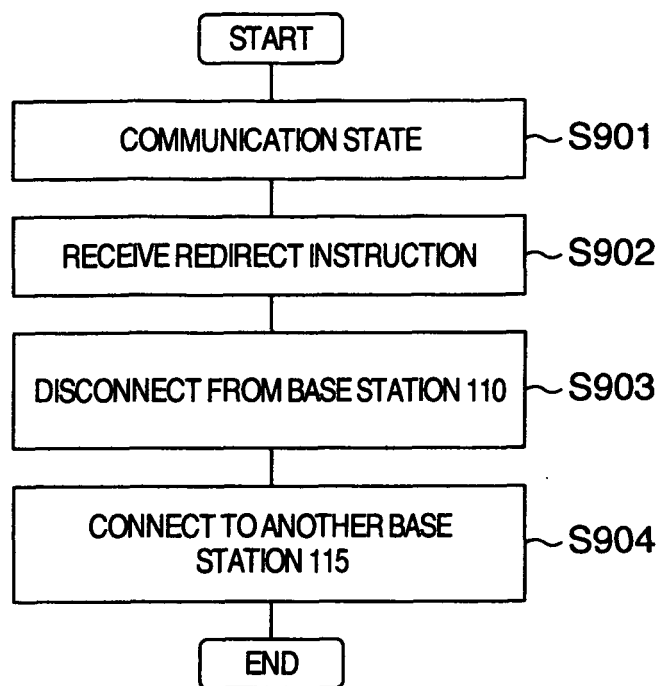 START
COMMUNICATION STATE
S901
RECEIVE REDIRECT INSTRUCTION
S902
DISCONNECT FROM BASE STATION 110
S903
CONNECT TO ANOTHER BASE
STATION 115
S904
END